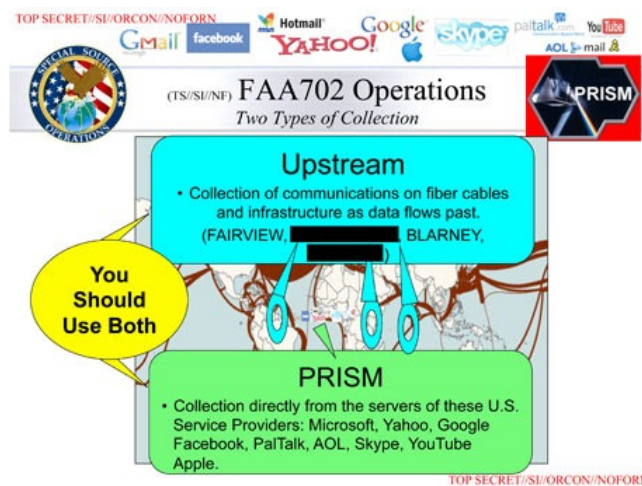 TOP SECRET//SI//ORCON//NOFORN
Hotmail
Google
paltalk.com
YouTube
Gmail
facebook
YAHOO!
skype
AOL mail
SPECIAL SOURCE
OPERATIONS
(TS//SI//NF) FAA702 Operations
Two Types of Collection
PRISM
Upstream
• Collection of communications on fiber cables
and infrastructure as data flows past.
(FAIRVIEW, , BLARNEY,
)
You
Should
Use Both
PRISM
• Collection directly from the servers of these U.S.
Service Providers: Microsoft, Yahoo, Google
Facebook, PalTalk, AOL, Skype, YouTube
Apple.
TOP SECRET//SI//ORCON//NOFORN